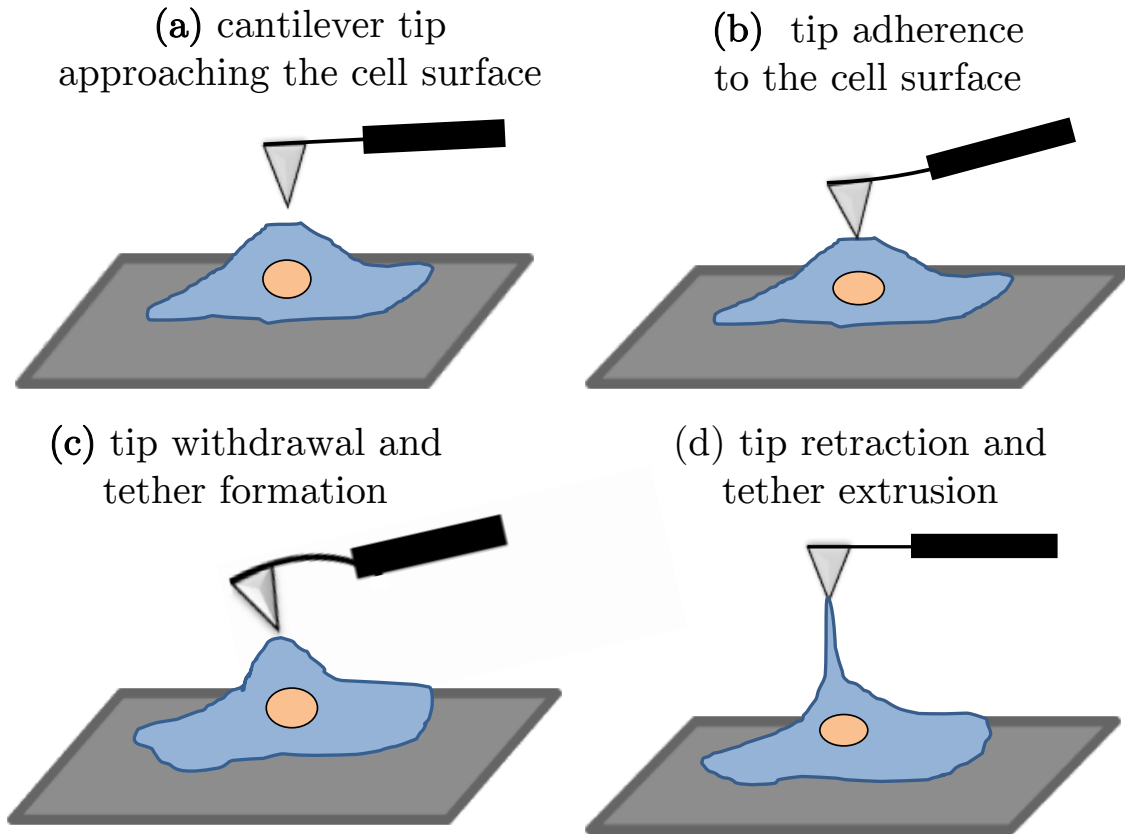 (a) cantilever tip
approaching the cell surface
(b) tip adherence
to the cell surface
(c) tip withdrawal and
tether formation
(d) tip retraction and
tether extrusion